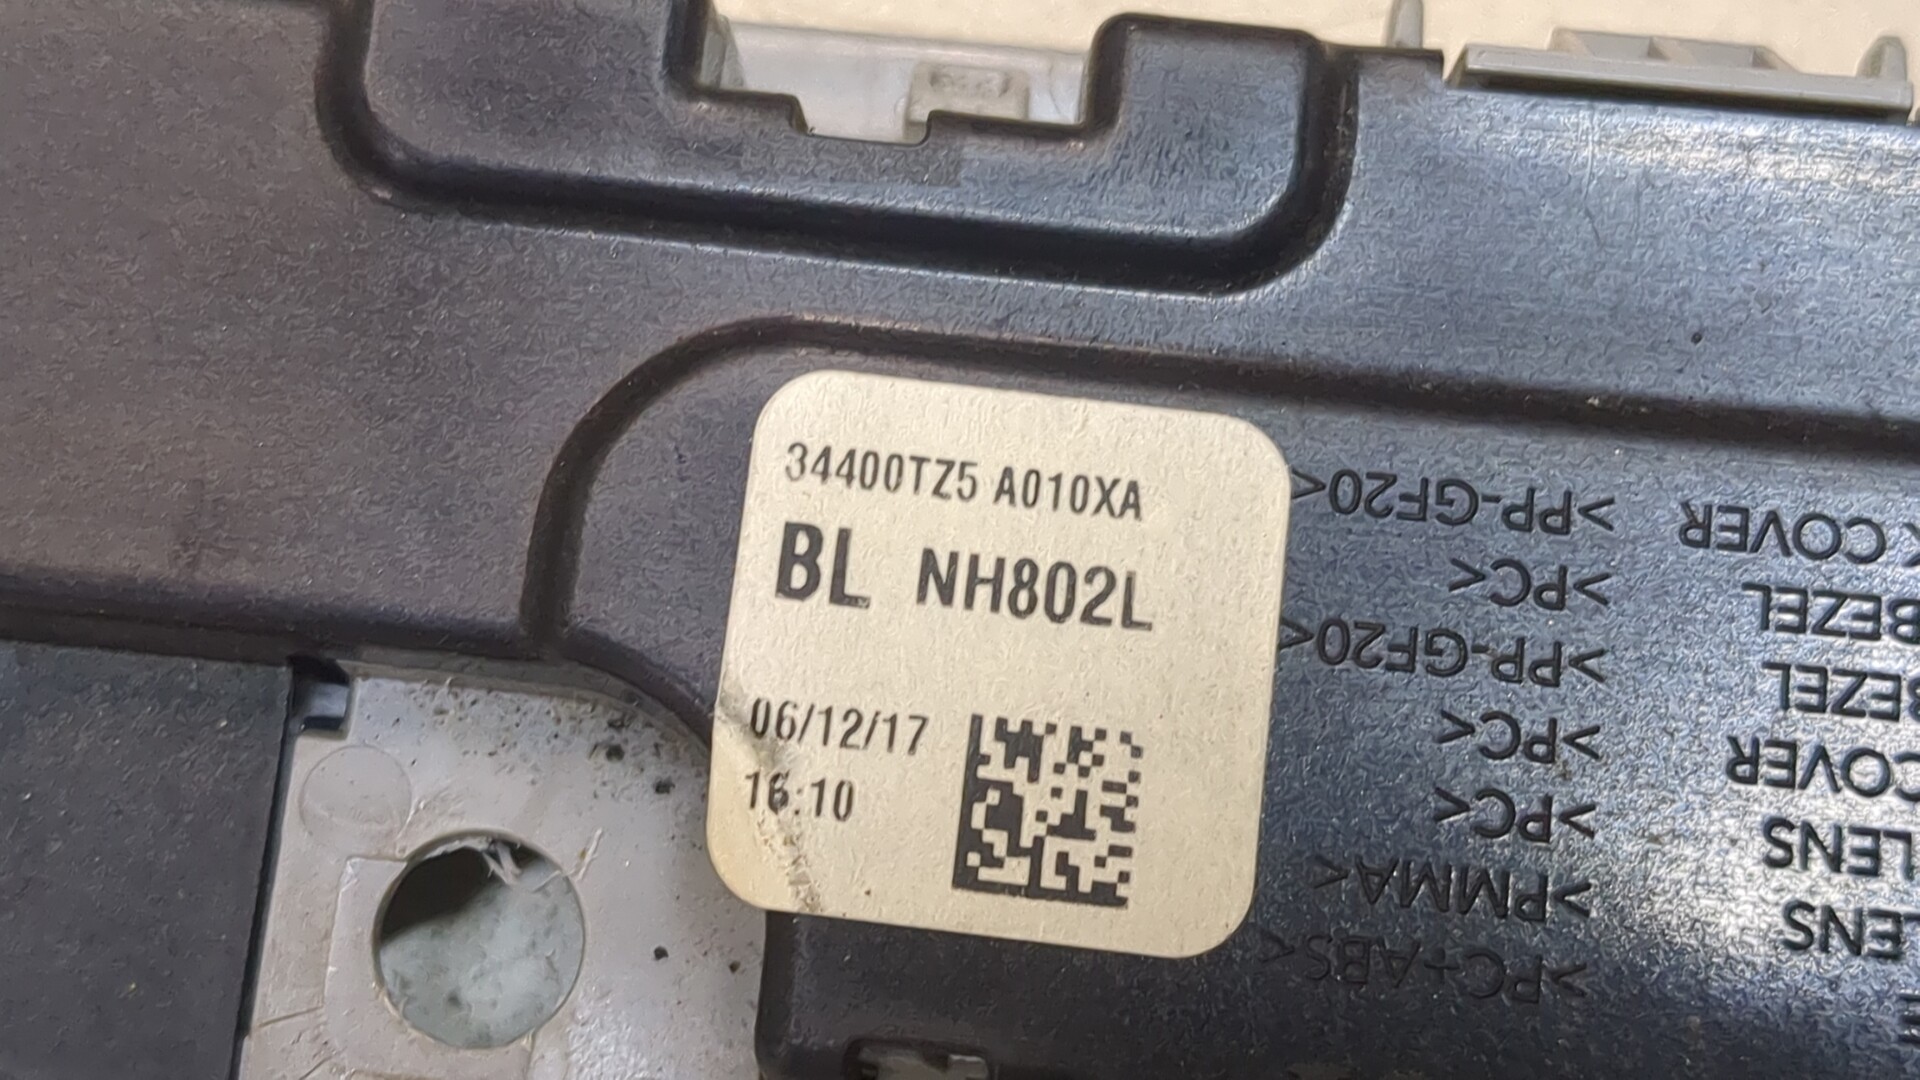 34400TZ5 A010XA
BL NH802L
06/12/17
16:10
COVER >PP-GF20<
BEZEL >PC<
BEZEL >PP-GF20<
COVER >PC<
LENS >PC<
LENS >PMMA<
>PC+ABS<